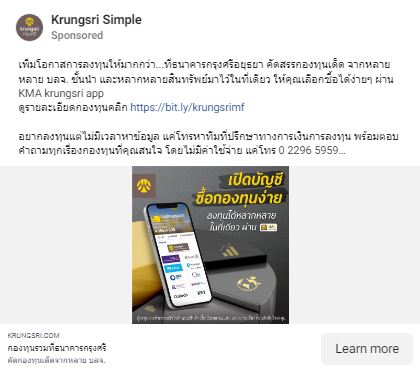 Krungsri Simple
Sponsored
เพิ่มโอกาสการลงทุนให้มากกว่า...ที่ธนาคารกรุงศรีอยุธยา คัดสรรกองทุนเด็ด จากหลาย
หลาย บลจ. ชั้นนำ และหลากหลายสินทรัพย์มาไว้ในที่เดียว ให้คุณเลือกซื้อได้ง่ายๆ ผ่าน
KMA krungsri app
ดูรายละเอียดกองทุนคลิก https://bit.ly/krungsrimf
อยากลงทุนแต่ไม่มีเวลาหาข้อมูล แค่โทรหาทีมที่ปรึกษาทางการเงินการลงทุน พร้อมตอบ
คำถามทุกเรื่องกองทุนที่คุณสนใจ โดยไม่มีค่าใช้จ่าย แค่โทร 0 2296 5959...
เปิดบัญชี
ซื้อกองทุนง่าย
ลงทุนได้หลากหลาย
ในที่เดียว ผ่าน
KRUNGSRI.COM
กองทุนรวมที่ธนาคารกรุงศรี
คัดกองทุนเด็ดจากหลาย บลจ.
Learn more